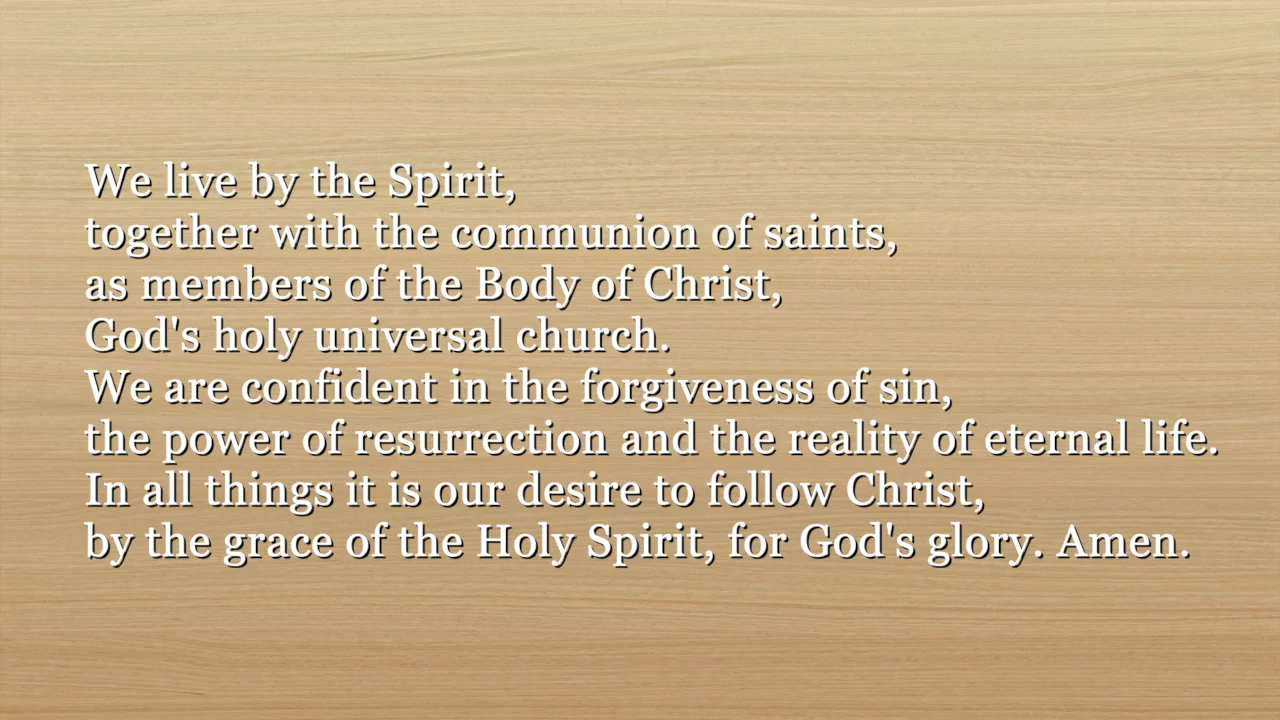 We live by the Spirit,
together with the communion of saints,
as members of the Body of Christ,
God's holy universal church.
We are confident in the forgiveness of sin,
the power of resurrection and the reality of eternal life.
In all things it is our desire to follow Christ,
by the grace of the Holy Spirit, for God's glory. Amen.